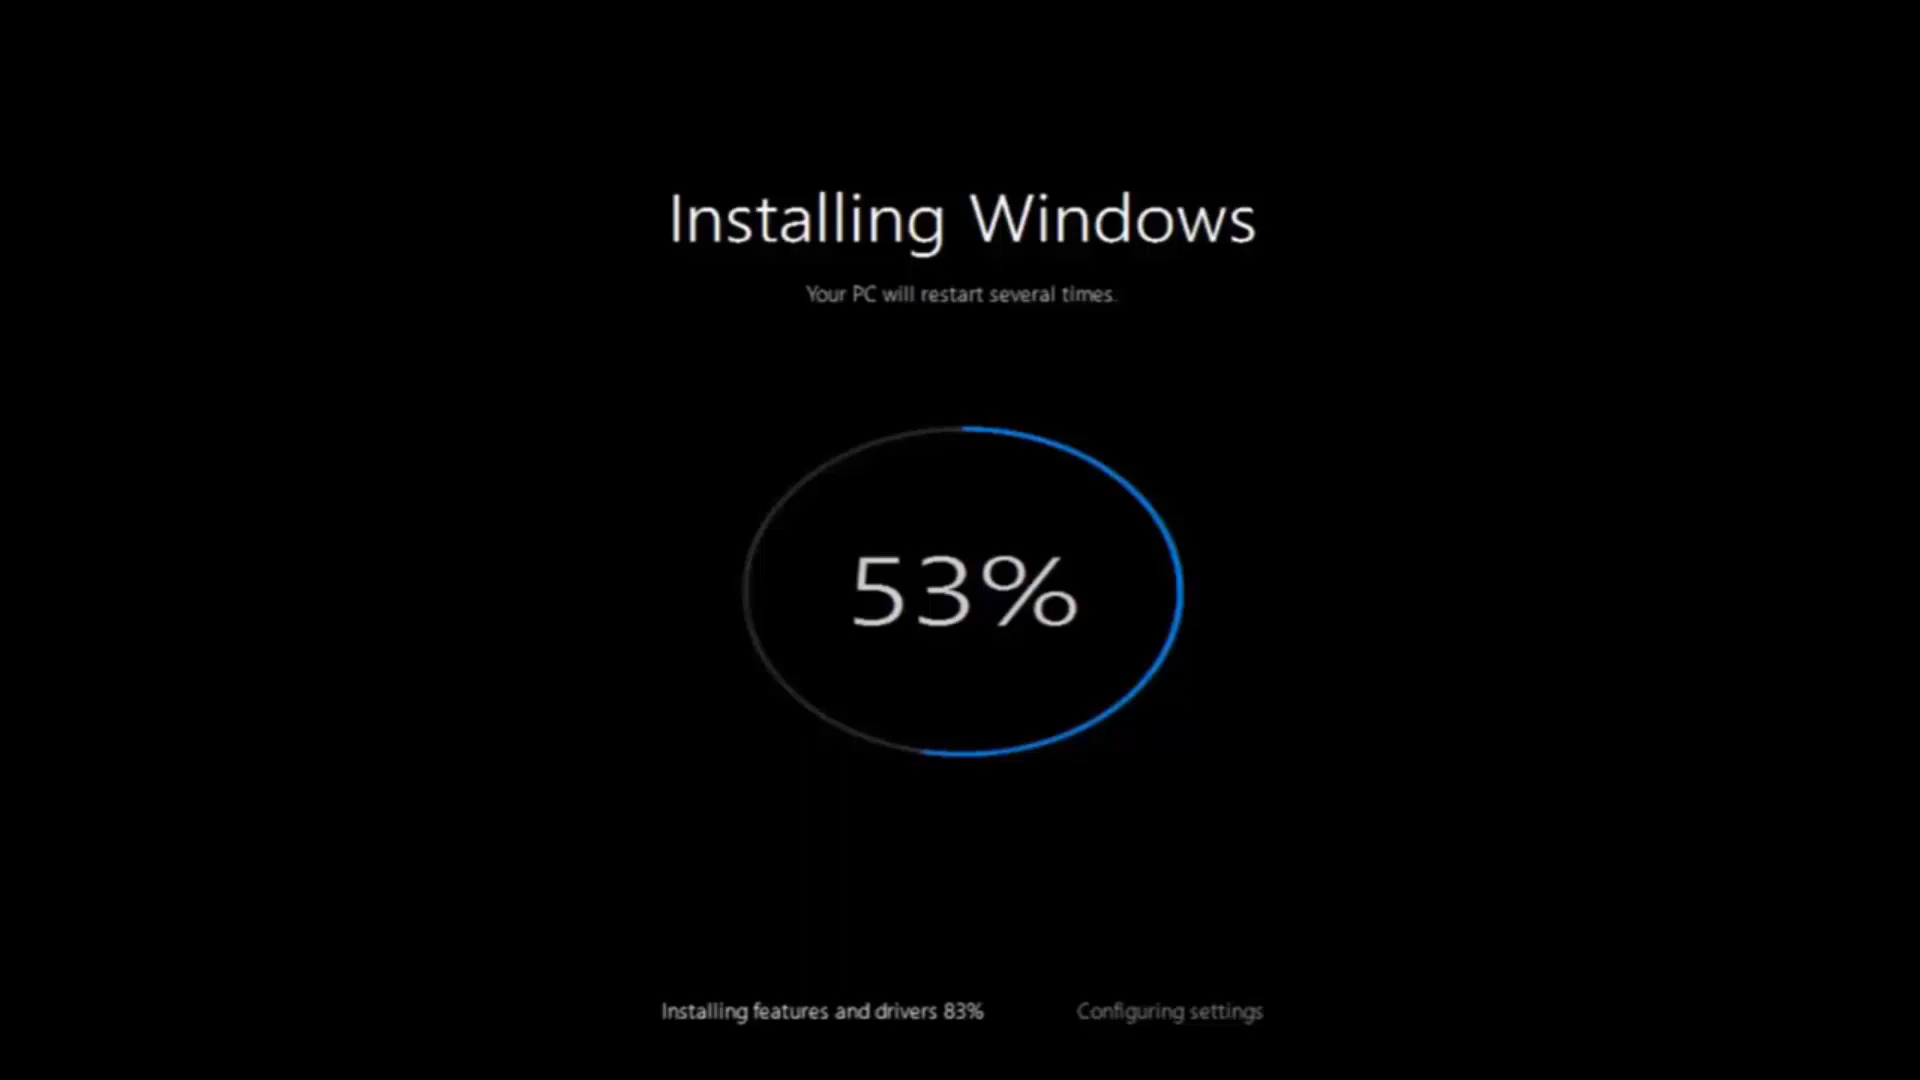 Installing Windows
Your PC will restart several times.
53%
Installing features and drivers 83%
Configuring settings